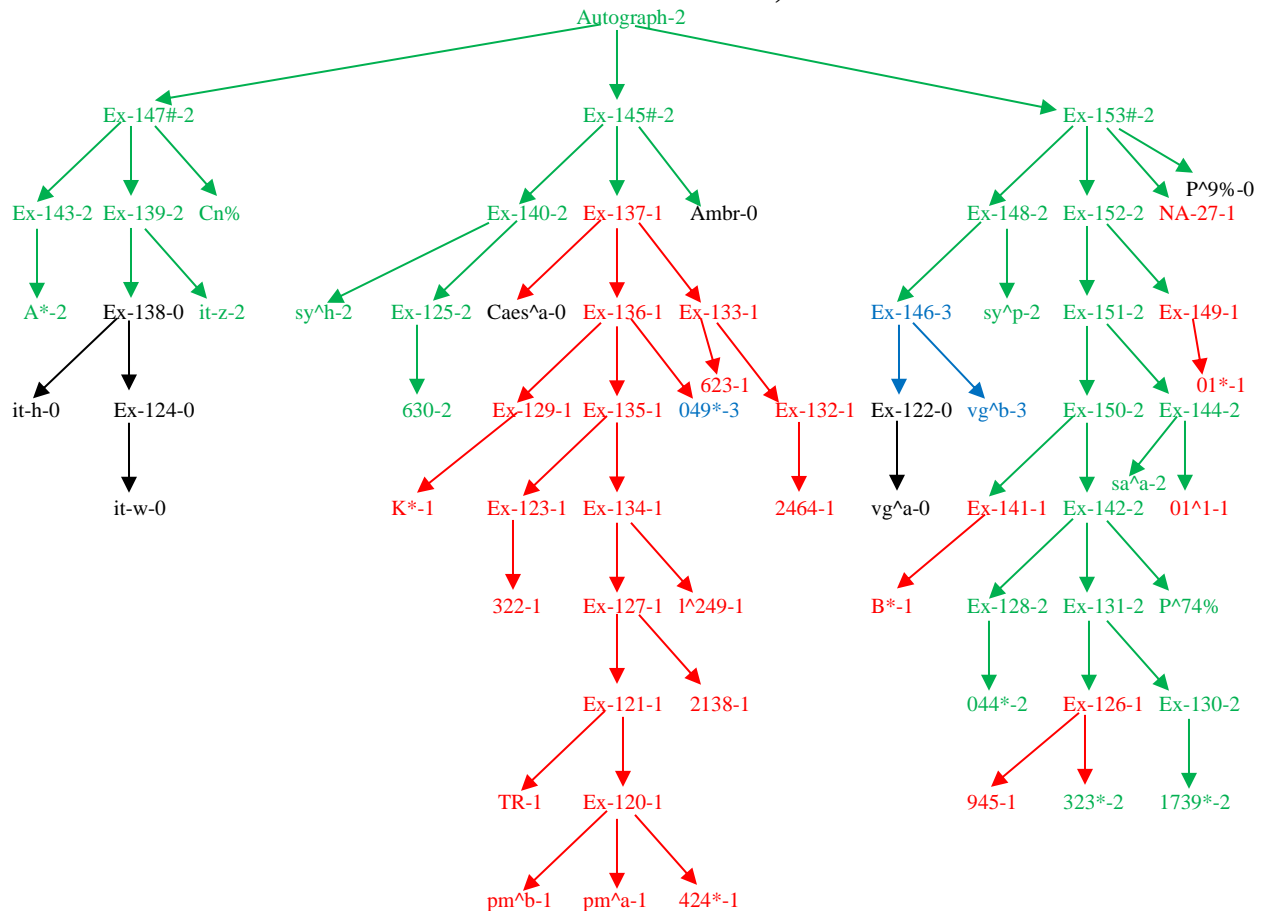 Autograph-2
Ex-147#-2 Ex-145#-2 Ex-153#-2
P^9%-0
Ex-143-2 Ex-139-2 Cn% Ex-140-2 Ex-137-1 Ambr-0 Ex-148-2 Ex-152-2 NA-27-1
A*-2 Ex-138-0 it-z-2 sy^h-2 Ex-125-2 Caes^a-0 Ex-136-1 Ex-133-1 Ex-146-3 sy^p-2 Ex-151-2 Ex-149-1
623-1 01*-1
it-h-0 Ex-124-0 630-2 Ex-129-1 Ex-135-1 049*-3 Ex-132-1 Ex-122-0 vg^b-3 Ex-150-2 Ex-144-2
sa^a-2
it-w-0 K*-1 Ex-123-1 Ex-134-1 2464-1 vg^a-0 Ex-141-1 Ex-142-2 01^1-1
322-1 Ex-127-1 l^249-1 B*-1 Ex-128-2 Ex-131-2 P^74%
Ex-121-1 2138-1 044*-2 Ex-126-1 Ex-130-2
TR-1 Ex-120-1 945-1 323*-2 1739*-2
pm^b-1 pm^a-1 424*-1